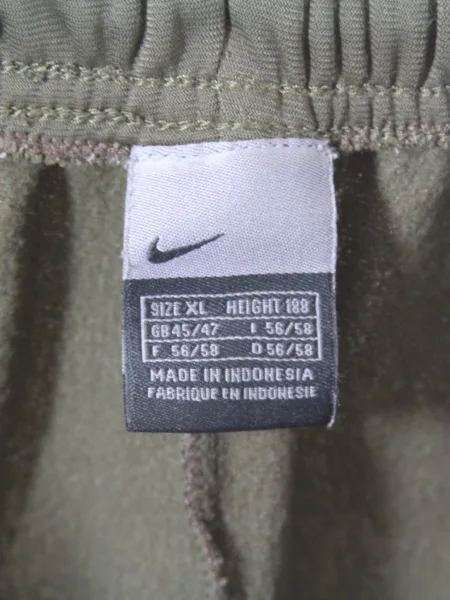 SIZE XL HEIGHT 188
GB 45/47 I 56/58
F 56/58 D 56/58
MADE IN INDONESIA
FABRIQUE EN INDONESIE